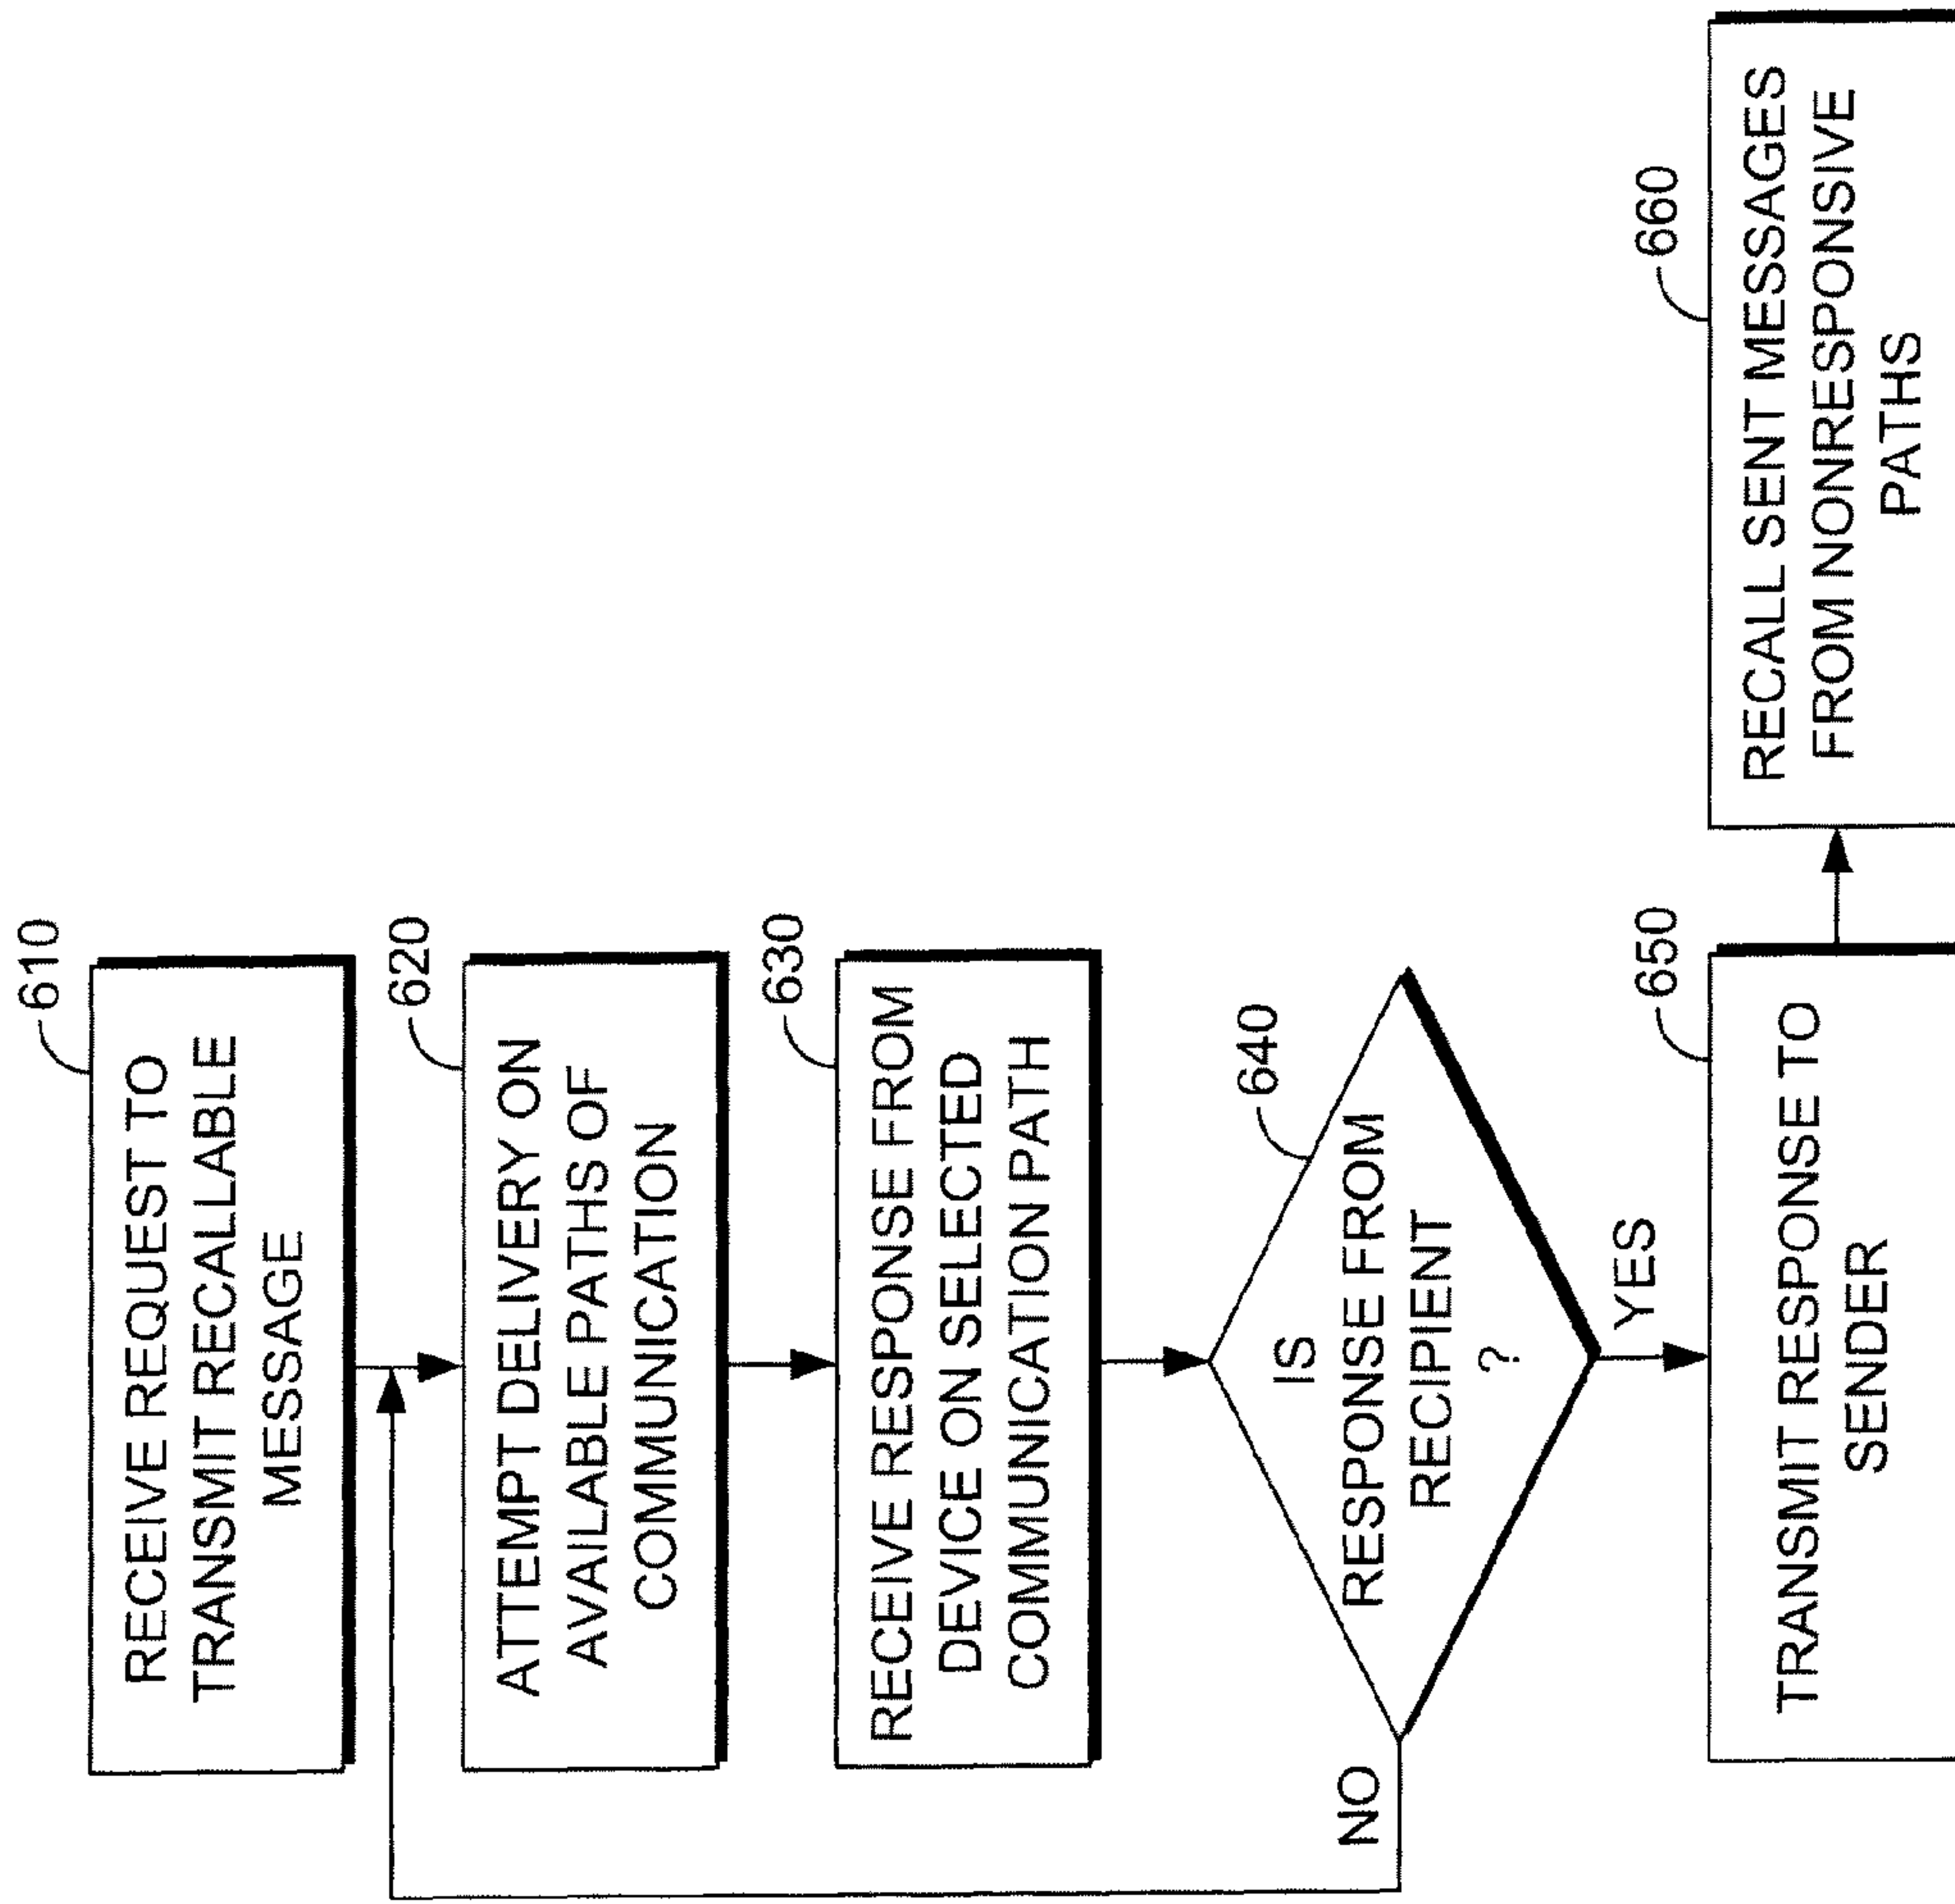 610
RECEIVE REQUEST TO
TRANSMIT RECALLABLE
MESSAGE
620
ATTEMPT DELIVERY ON
AVAILABLE PATHS OF
COMMUNICATION
630
RECEIVE RESPONSE FROM
DEVICE ON SELECTED
COMMUNICATION PATH
640
IS
RESPONSE FROM
RECIPIENT
?
NO
YES
650
TRANSMIT RESPONSE TO
SENDER
660
RECALL SENT MESSAGES
FROM NONRESPONSIVE
PATHS